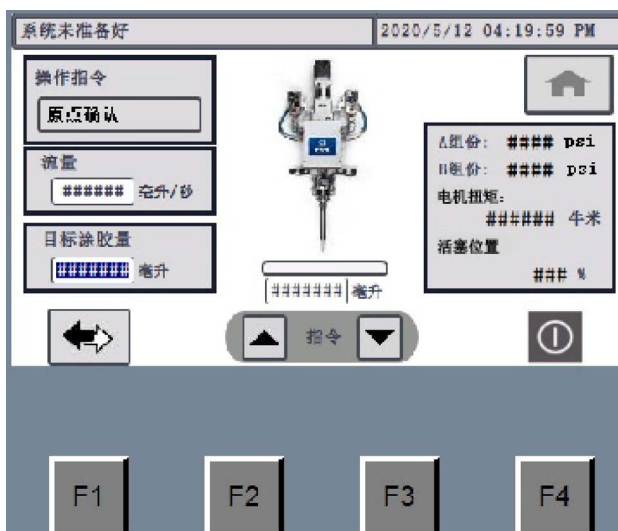 系统未准备好
2020/5/12 04:19:59 PM
操作指令
原点确认
流量
###### 毫升/秒
目标涂胶量
####### 毫升
####### 毫升
A组份: #### psi
B组份: #### psi
电机扭矩:
###### 牛米
活塞位置
### %
指令
F1
F2
F3
F4